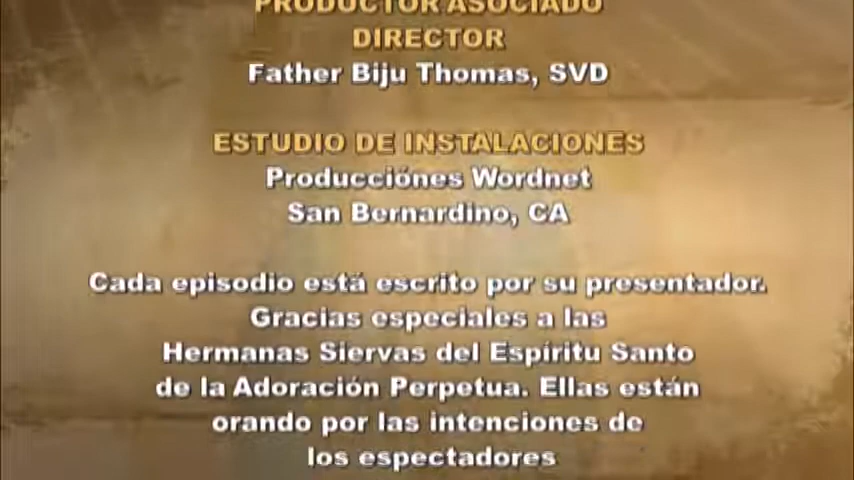 PRODUCTOR ASOCIADO
DIRECTOR
Father Biju Thomas, SVD
ESTUDIO DE INSTALACIONES
Producciónes Wordnet
San Bernardino, CA
Cada episodio está escrito por su presentador.
Gracias especiales a las
Hermanas Siervas del Espíritu Santo
de la Adoración Perpetua. Ellas están
orando por las intenciones de
los espectadores